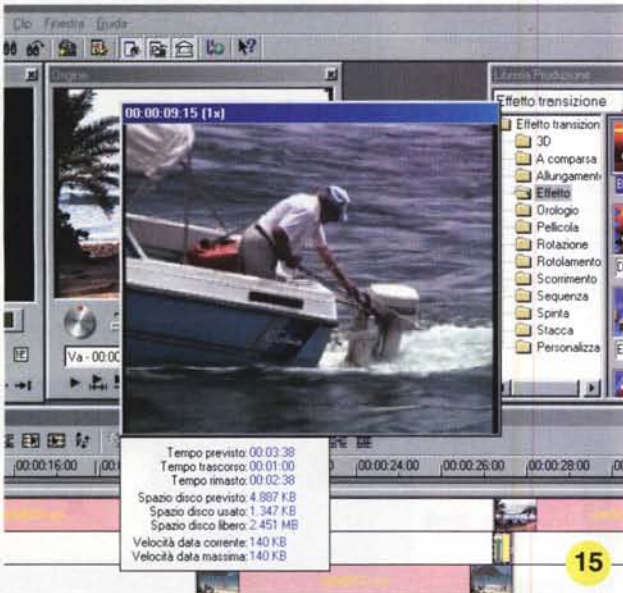 Clip Finestra Guida
Origine
Libreria Produzione
00:00:09:15 (1x)
Effetto transizione
Effetto transizion
3D
A comparsa
Allungament
Effetto
Orologio
Pellicola
Rotazione
Rotolamento
Scorrimento
Sequenza
Spinta
Stacca
Personalizza
Va - 00:00
Tempo previsto: 00:03:38
Tempo trascorso: 00:01:00
Tempo rimasto: 00:02:38
Spazio disco previsto: 4.887 KB
Spazio disco usato: 1.347 KB
Spazio disco libero: 2.451 MB
Velocità data corrente: 140 KB
Velocità data massima: 140 KB
00:00:16:00
00:00:24:00
00:00:26:00
00:00:28:00
15